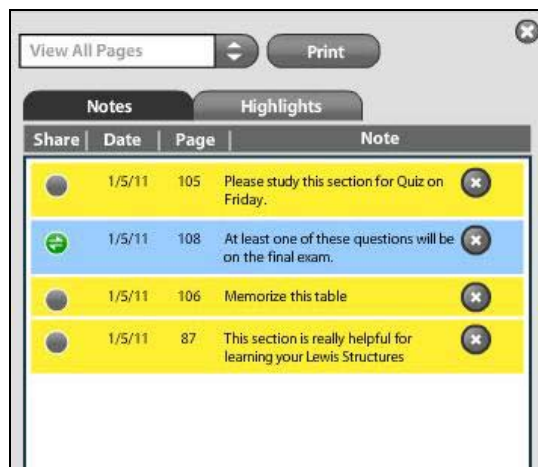 View All Pages
Print
Notes
Highlights
Share | Date | Page | Note
1/5/11 105 Please study this section for Quiz on
Friday.
1/5/11 108 At least one of these questions will be
on the final exam.
1/5/11 106 Memorize this table
1/5/11 87 This section is really helpful for
learning your Lewis Structures